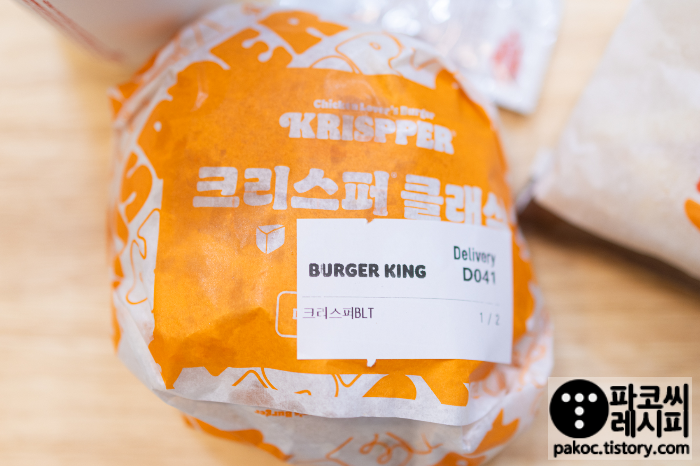 Chicken Lover's Burger
KRISPPER
크리스퍼 클래식
BURGER KING
Delivery
D041
크리스퍼BLT
1 / 2
파코씨
레시피
pakoc.tistory.com